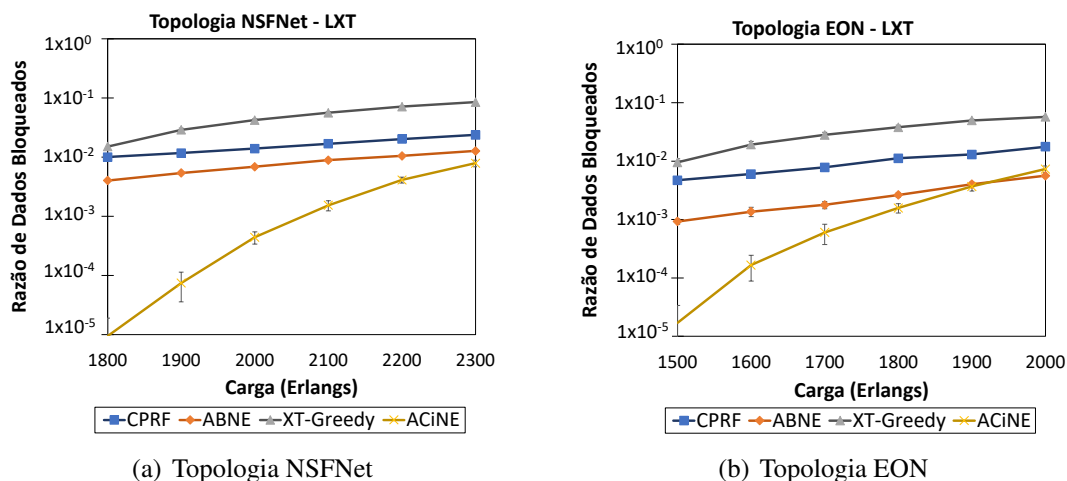 Topologia NSFNet - LXT
Razão de Dados Bloqueados
1x10⁰
1x10⁻¹
1x10⁻²
1x10⁻³
1x10⁻⁴
1x10⁻⁵
1800 1900 2000 2100 2200 2300
Carga (Erlangs)
CPRF ABNE XT-Greedy ACiNE
(a) Topologia NSFNet
Topologia EON - LXT
Razão de Dados Bloqueados
1x10⁰
1x10⁻¹
1x10⁻²
1x10⁻³
1x10⁻⁴
1x10⁻⁵
1500 1600 1700 1800 1900 2000
Carga (Erlangs)
CPRF ABNE XT-Greedy ACiNE
(b) Topologia EON